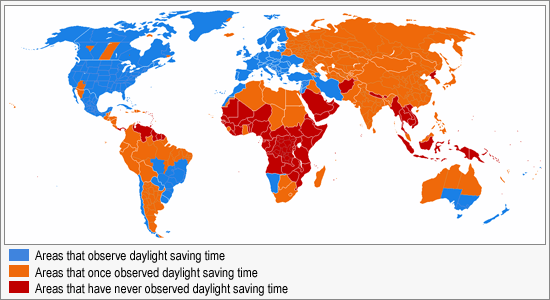 Areas that observe daylight saving time
Areas that once observed daylight saving time
Areas that have never observed daylight saving time